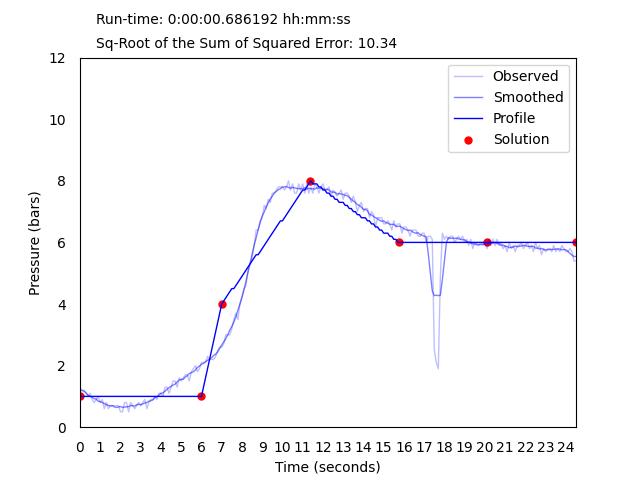 Run-time: 0:00:00.686192 hh:mm:ss
Sq-Root of the Sum of Squared Error: 10.34
Observed
Smoothed
Profile
Solution
12
10
8
6
4
2
0
Pressure (bars)
0 1 2 3 4 5 6 7 8 9 10 11 12 13 14 15 16 17 18 19 20 21 22 23 24
Time (seconds)